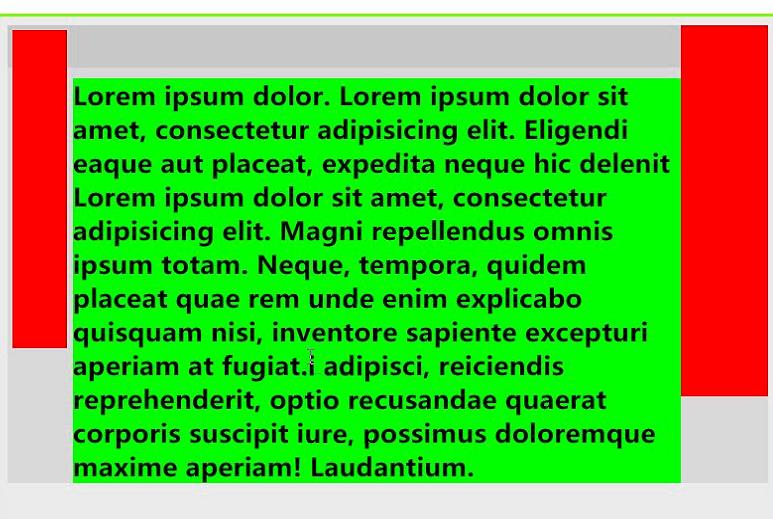 Lorem ipsum dolor. Lorem ipsum dolor sit
amet, consectetur adipisicing elit. Eligendi
eaque aut placeat, expedita neque hic delenit
Lorem ipsum dolor sit amet, consectetur
adipisicing elit. Magni repellendus omnis
ipsum totam. Neque, tempora, quidem
placeat quae rem unde enim explicabo
quisquam nisi, inventore sapiente excepturi
aperiam at fugiat.i adipisci, reiciendis
reprehenderit, optio recusandae quaerat
corporis suscipit iure, possimus doloremque
maxime aperiam! Laudantium.